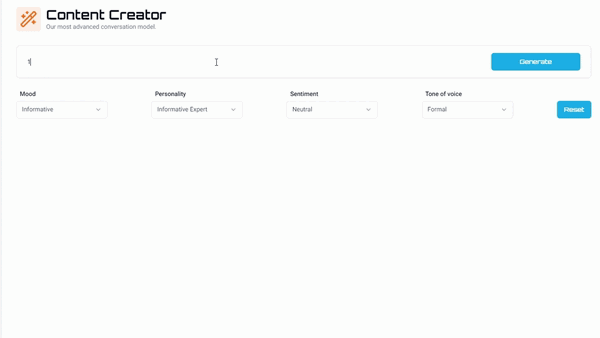 Content Creator
Our most advanced conversation model.
Generate
Mood
Personality
Sentiment
Tone of voice
Informative
Informative Expert
Neutral
Formal
Reset